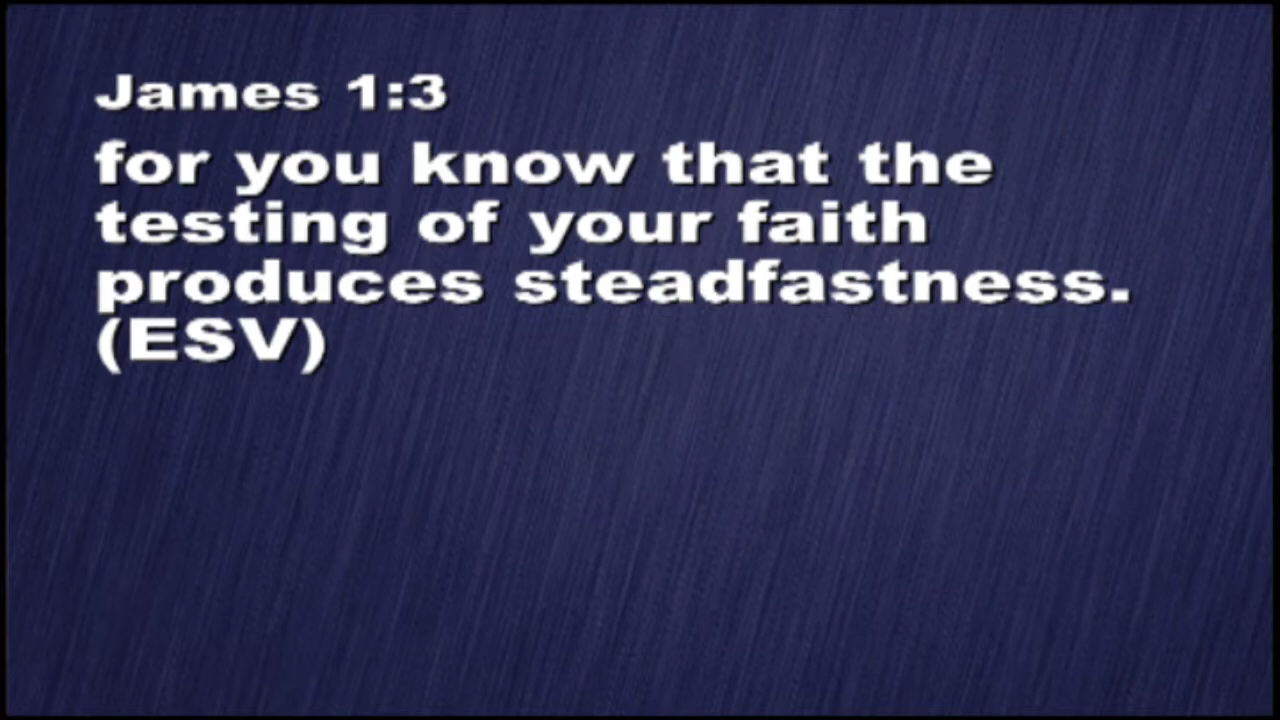 James 1:3
for you know that the
testing of your faith
produces steadfastness.
(ESV)